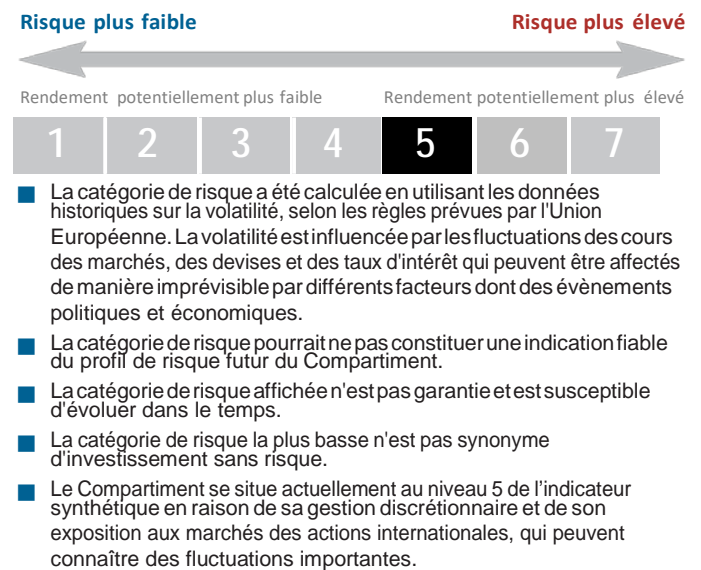 Risque plus faible Risque plus élevé
Rendement potentiellement plus faible Rendement potentiellement plus élevé
1 2 3 4 5 6 7
La catégorie de risque a été calculée en utilisant les données
historiques sur la volatilité, selon les règles prévues par l'Union
Européenne. La volatilité est influencée par les fluctuations des cours
des marchés, des devises et des taux d'intérêt qui peuvent être affectés
de manière imprévisible par différents facteurs dont des évènements
politiques et économiques.
La catégorie de risque pourrait ne pas constituer une indication fiable
du profil de risque futur du Compartiment.
La catégorie de risque affichée n'est pas garantie et est susceptible
d'évoluer dans le temps.
La catégorie de risque la plus basse n'est pas synonyme
d'investissement sans risque.
Le Compartiment se situe actuellement au niveau 5 de l’indicateur
synthétique en raison de sa gestion discrétionnaire et de son
exposition aux marchés des actions internationales, qui peuvent
connaître des fluctuations importantes.